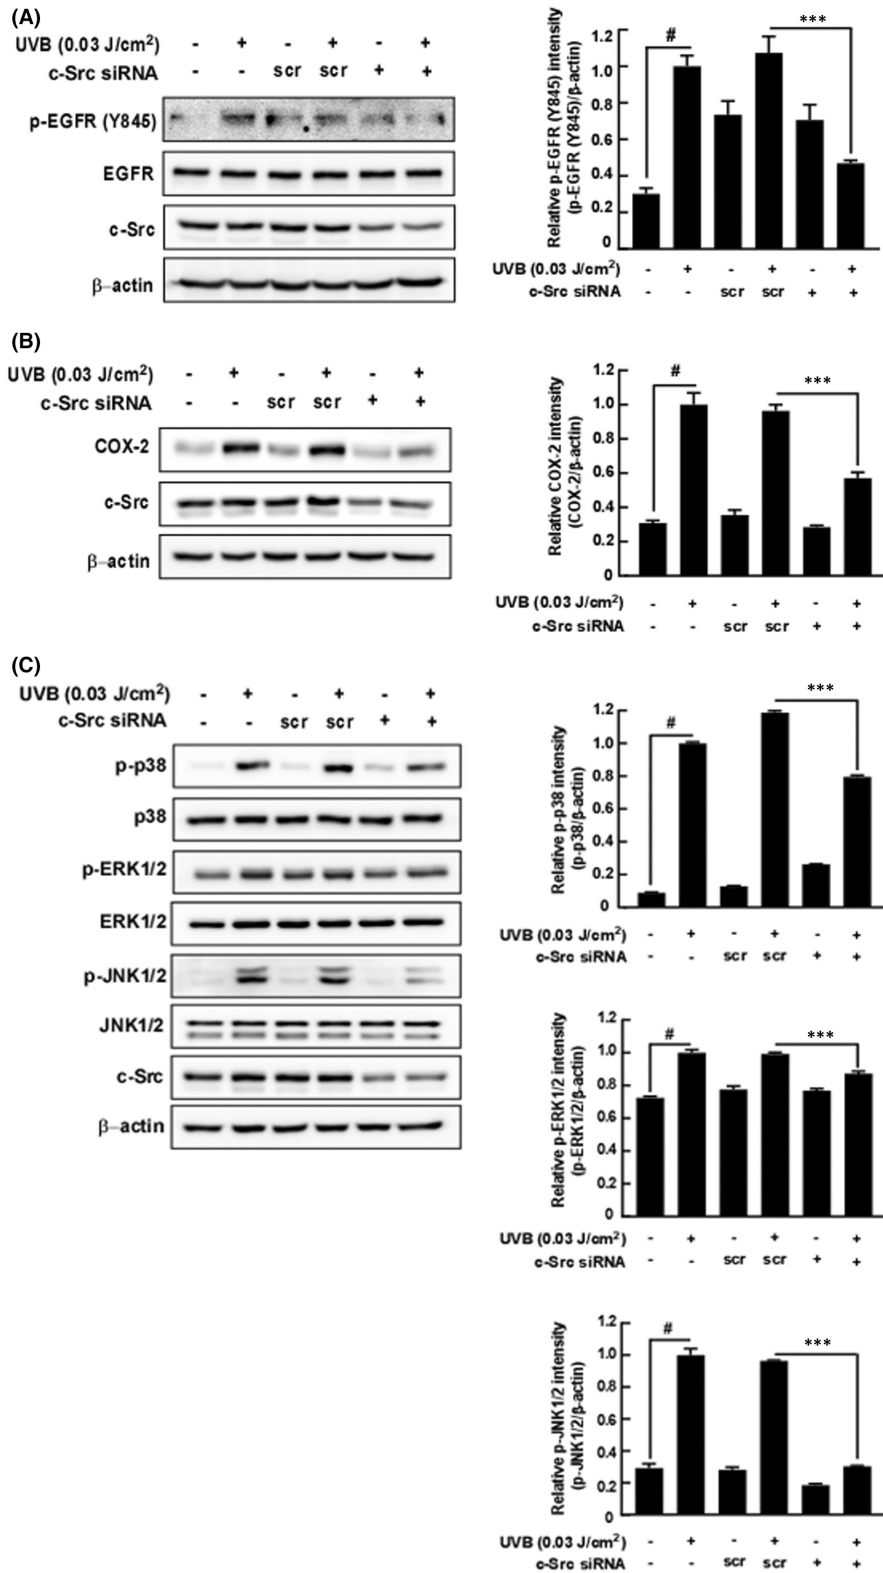 (A)
UVB (0.03 J/cm²) - + - + - +
c-Src siRNA - - scr scr + +
p-EGFR (Y845)
EGFR
c-Src
β-actin
Relative p-EGFR (Y845) intensity
(p-EGFR (Y845)/β-actin)
1.2
1.0
0.8
0.6
0.4
0.2
0
#
***
UVB (0.03 J/cm²) - + - + - +
c-Src siRNA - - scr scr + +
(B)
UVB (0.03 J/cm²) - + - + - +
c-Src siRNA - - scr scr + +
COX-2
c-Src
β-actin
Relative COX-2 intensity
(COX-2/β-actin)
1.2
1.0
0.8
0.6
0.4
0.2
0
#
***
UVB (0.03 J/cm²) - + - + - +
c-Src siRNA - - scr scr + +
(C)
UVB (0.03 J/cm²) - + - + - +
c-Src siRNA - - scr scr + +
p-p38
p38
p-ERK1/2
ERK1/2
p-JNK1/2
JNK1/2
c-Src
β-actin
Relative p-p38 intensity
(p-p38/β-actin)
1.2
1.0
0.8
0.6
0.4
0.2
0
#
***
UVB (0.03 J/cm²) - + - + - +
c-Src siRNA - - scr scr + +
Relative p-ERK1/2 intensity
(p-ERK1/2/β-actin)
1.2
1.0
0.8
0.6
0.4
0.2
0
#
***
UVB (0.03 J/cm²) - + - + - +
c-Src siRNA - - scr scr + +
Relative p-JNK1/2 intensity
(p-JNK1/2/β-actin)
1.2
1.0
0.8
0.6
0.4
0.2
0
#
***
UVB (0.03 J/cm²) - + - + - +
c-Src siRNA - - scr scr + +